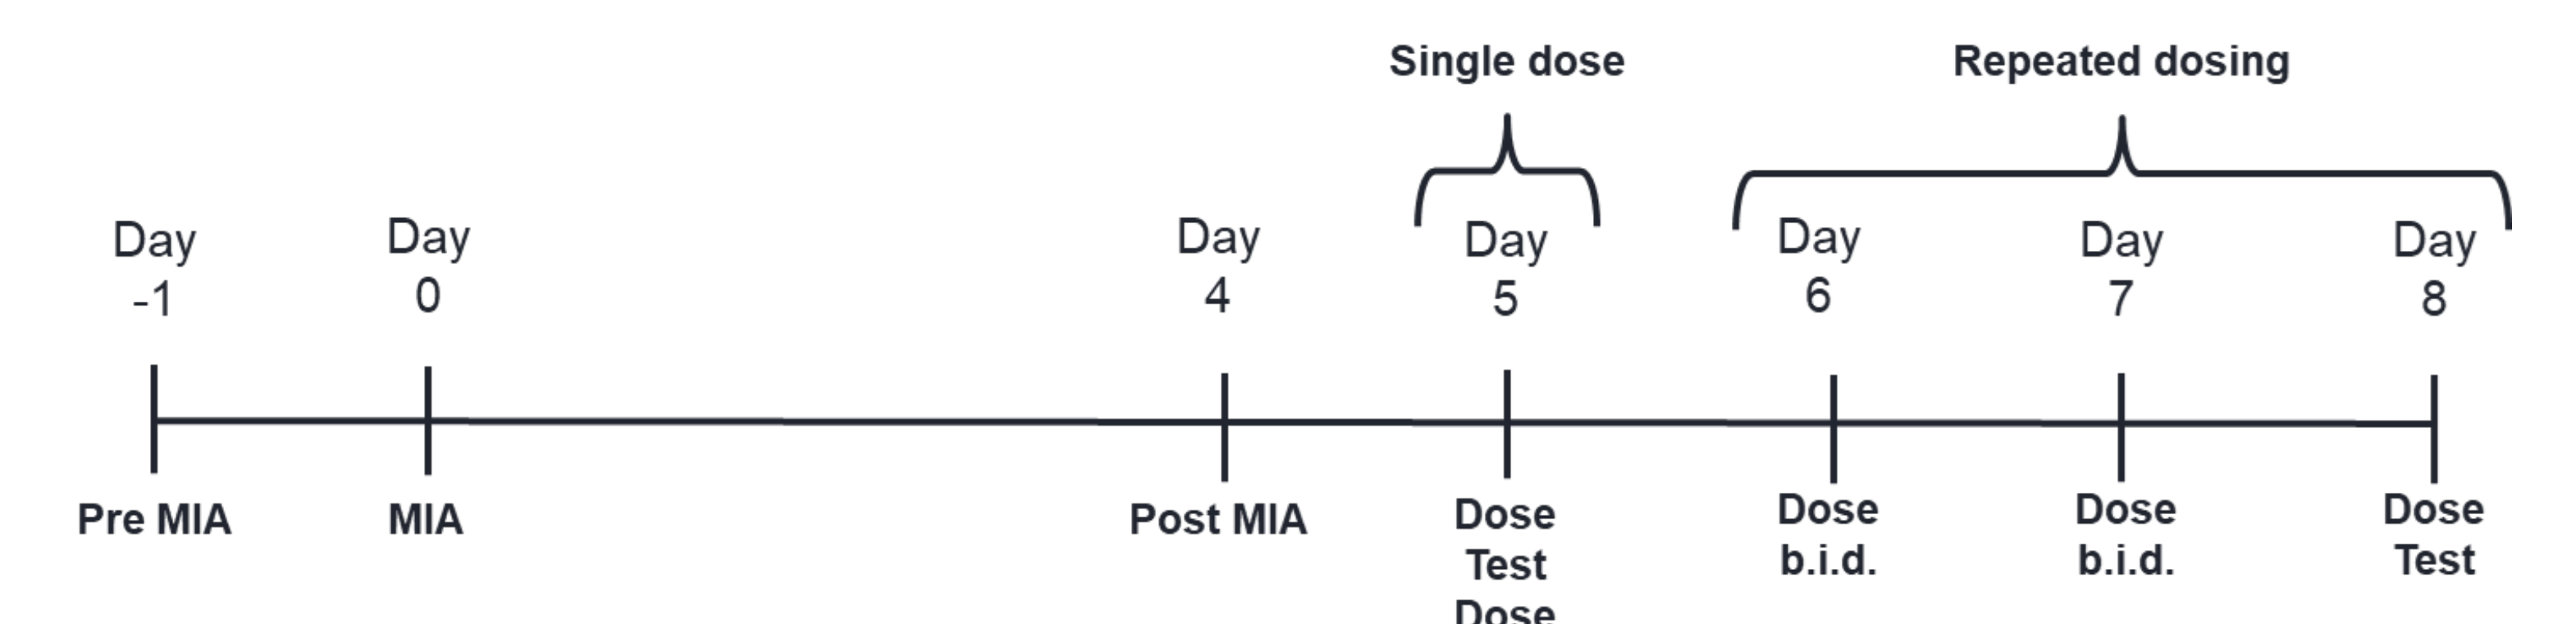 Single dose
Repeated dosing
Day
-1
Day
0
Day
4
Day
5
Day
6
Day
7
Day
8
Pre MIA
MIA
Post MIA
Dose
Test
Dose
Dose
b.i.d.
Dose
b.i.d.
Dose
Test